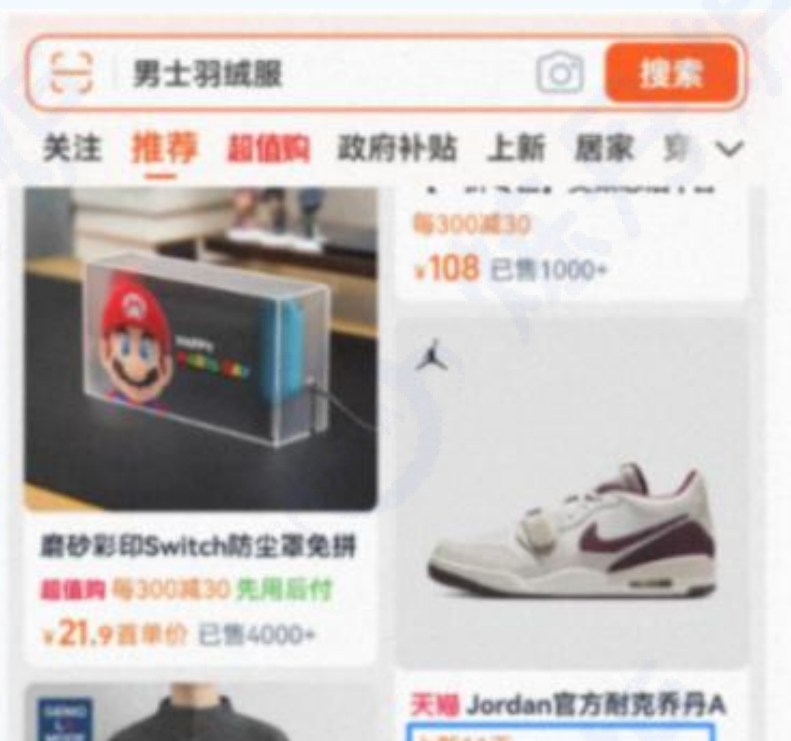 男士羽绒服
搜索
关注 推荐 超值购 政府补贴 上新 居家 穿
每300减30
¥108 已售1000+
磨砂彩印Switch防尘罩免拼
超值购 每300减30 先用后付
¥21.9首单价 已售4000+
天猫 Jordan官方耐克乔丹A